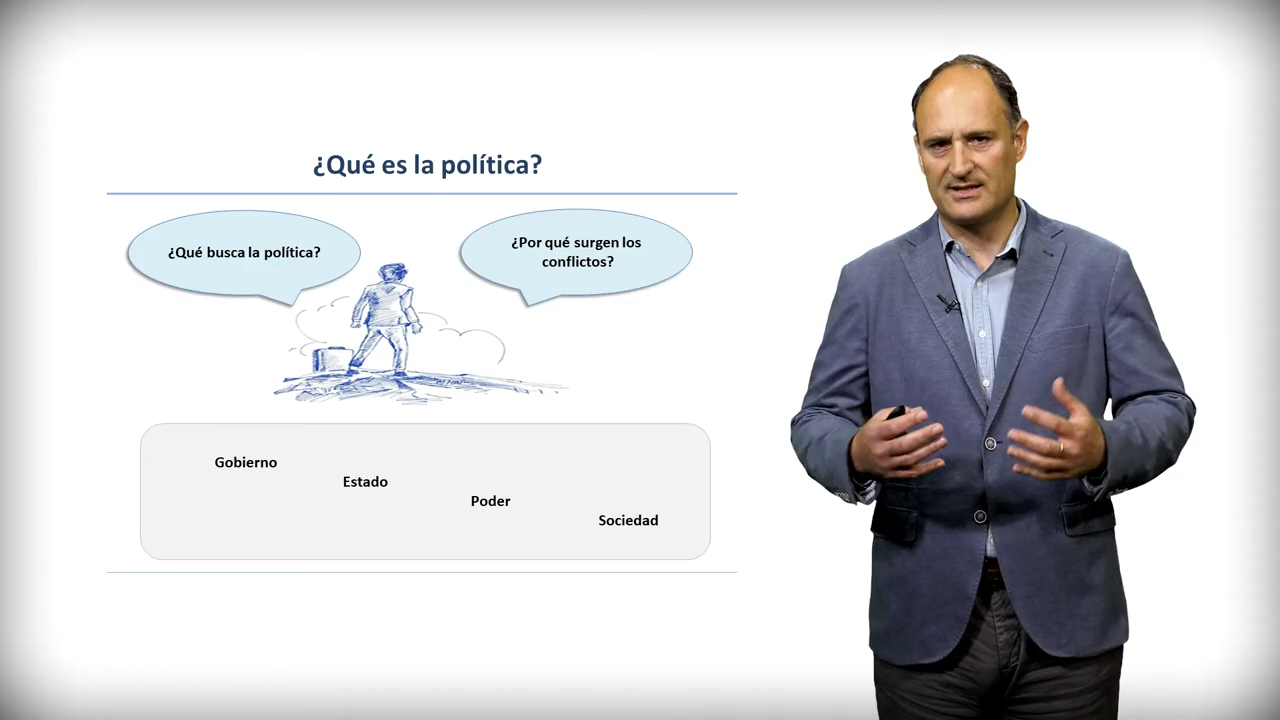 ¿Qué es la política?
¿Qué busca la política?
¿Por qué surgen los
conflictos?
Gobierno
Estado
Poder
Sociedad